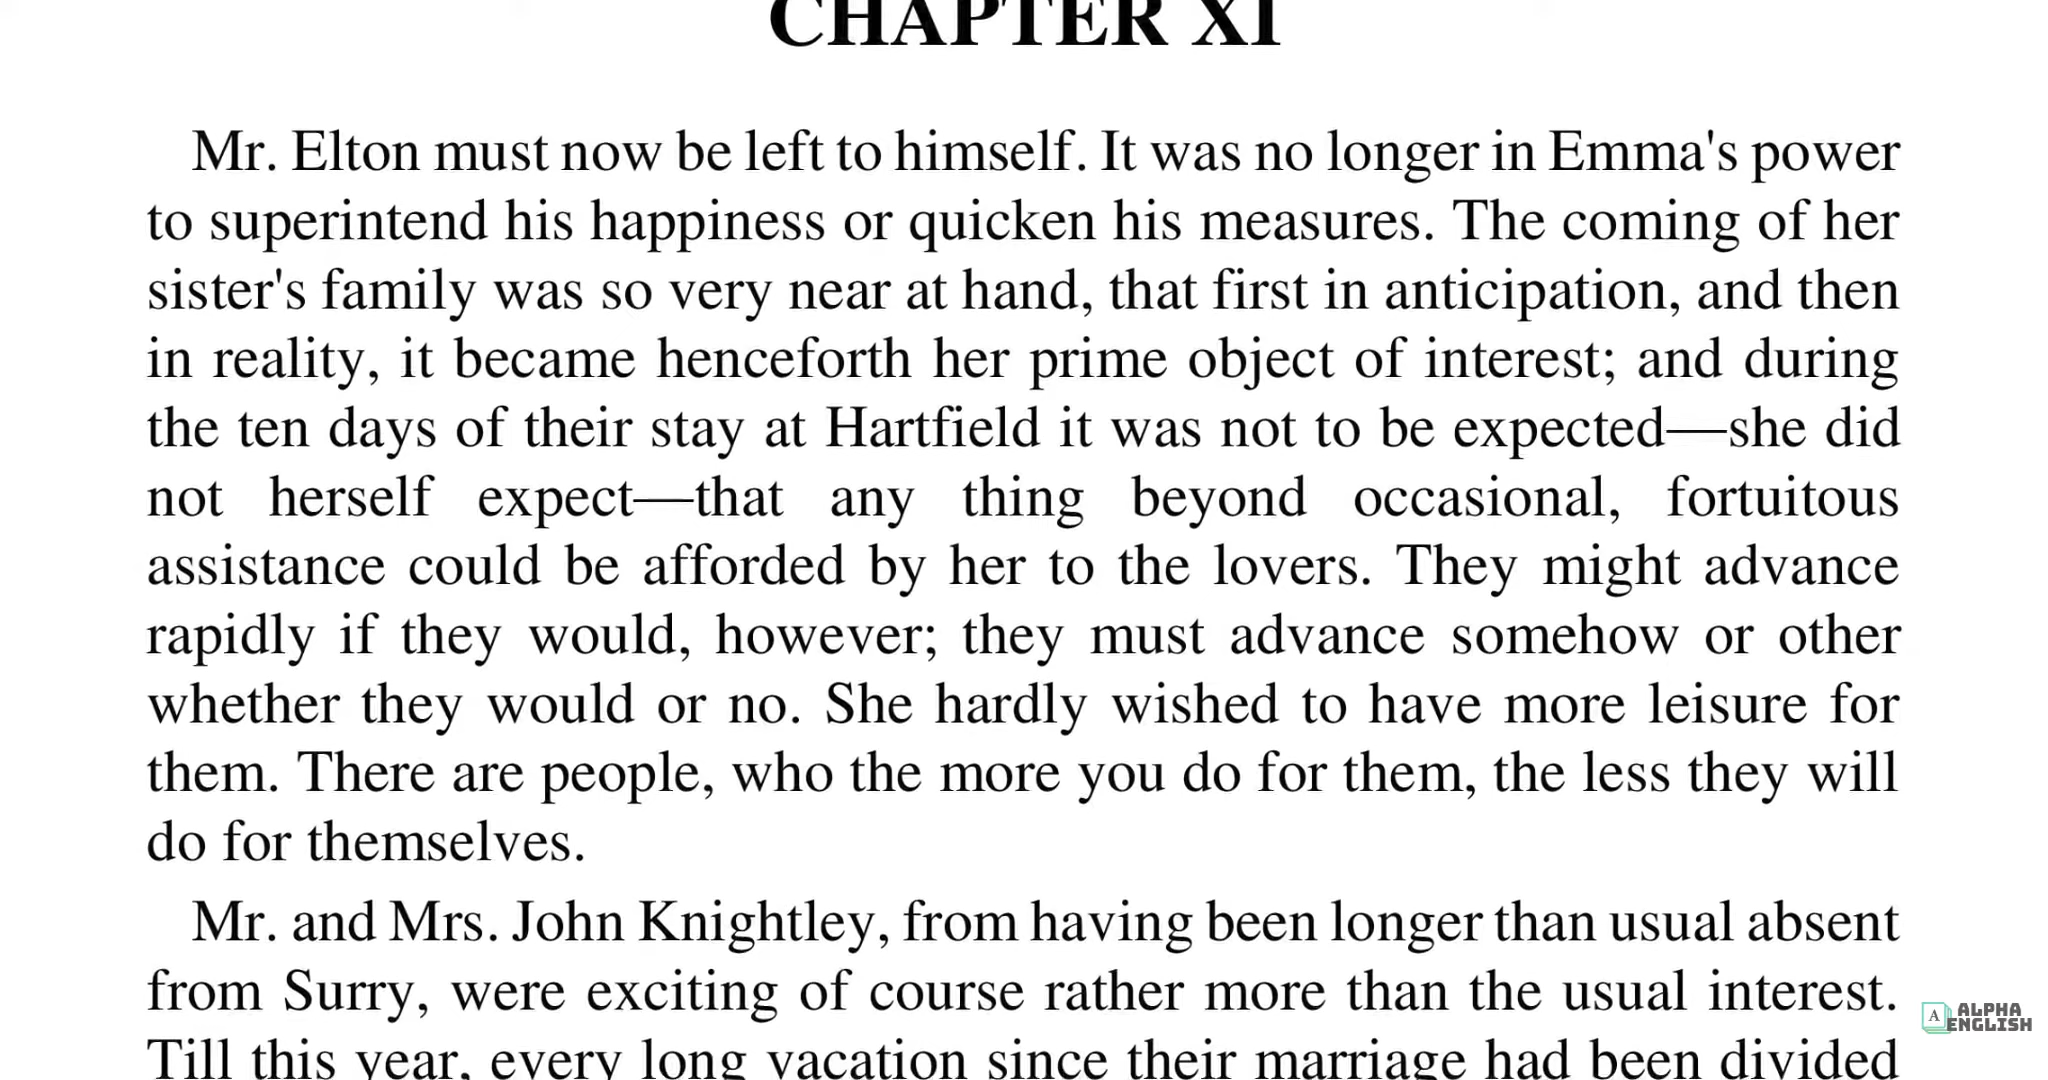 CHAPTER XI
Mr. Elton must now be left to himself. It was no longer in Emma's power
to superintend his happiness or quicken his measures. The coming of her
sister's family was so very near at hand, that first in anticipation, and then
in reality, it became henceforth her prime object of interest; and during
the ten days of their stay at Hartfield it was not to be expected—she did
not herself expect—that any thing beyond occasional, fortuitous
assistance could be afforded by her to the lovers. They might advance
rapidly if they would, however; they must advance somehow or other
whether they would or no. She hardly wished to have more leisure for
them. There are people, who the more you do for them, the less they will
do for themselves.
Mr. and Mrs. John Knightley, from having been longer than usual absent
from Surry, were exciting of course rather more than the usual interest.
Till this year, every long vacation since their marriage had been divided
A ALPHA
ENGLISH